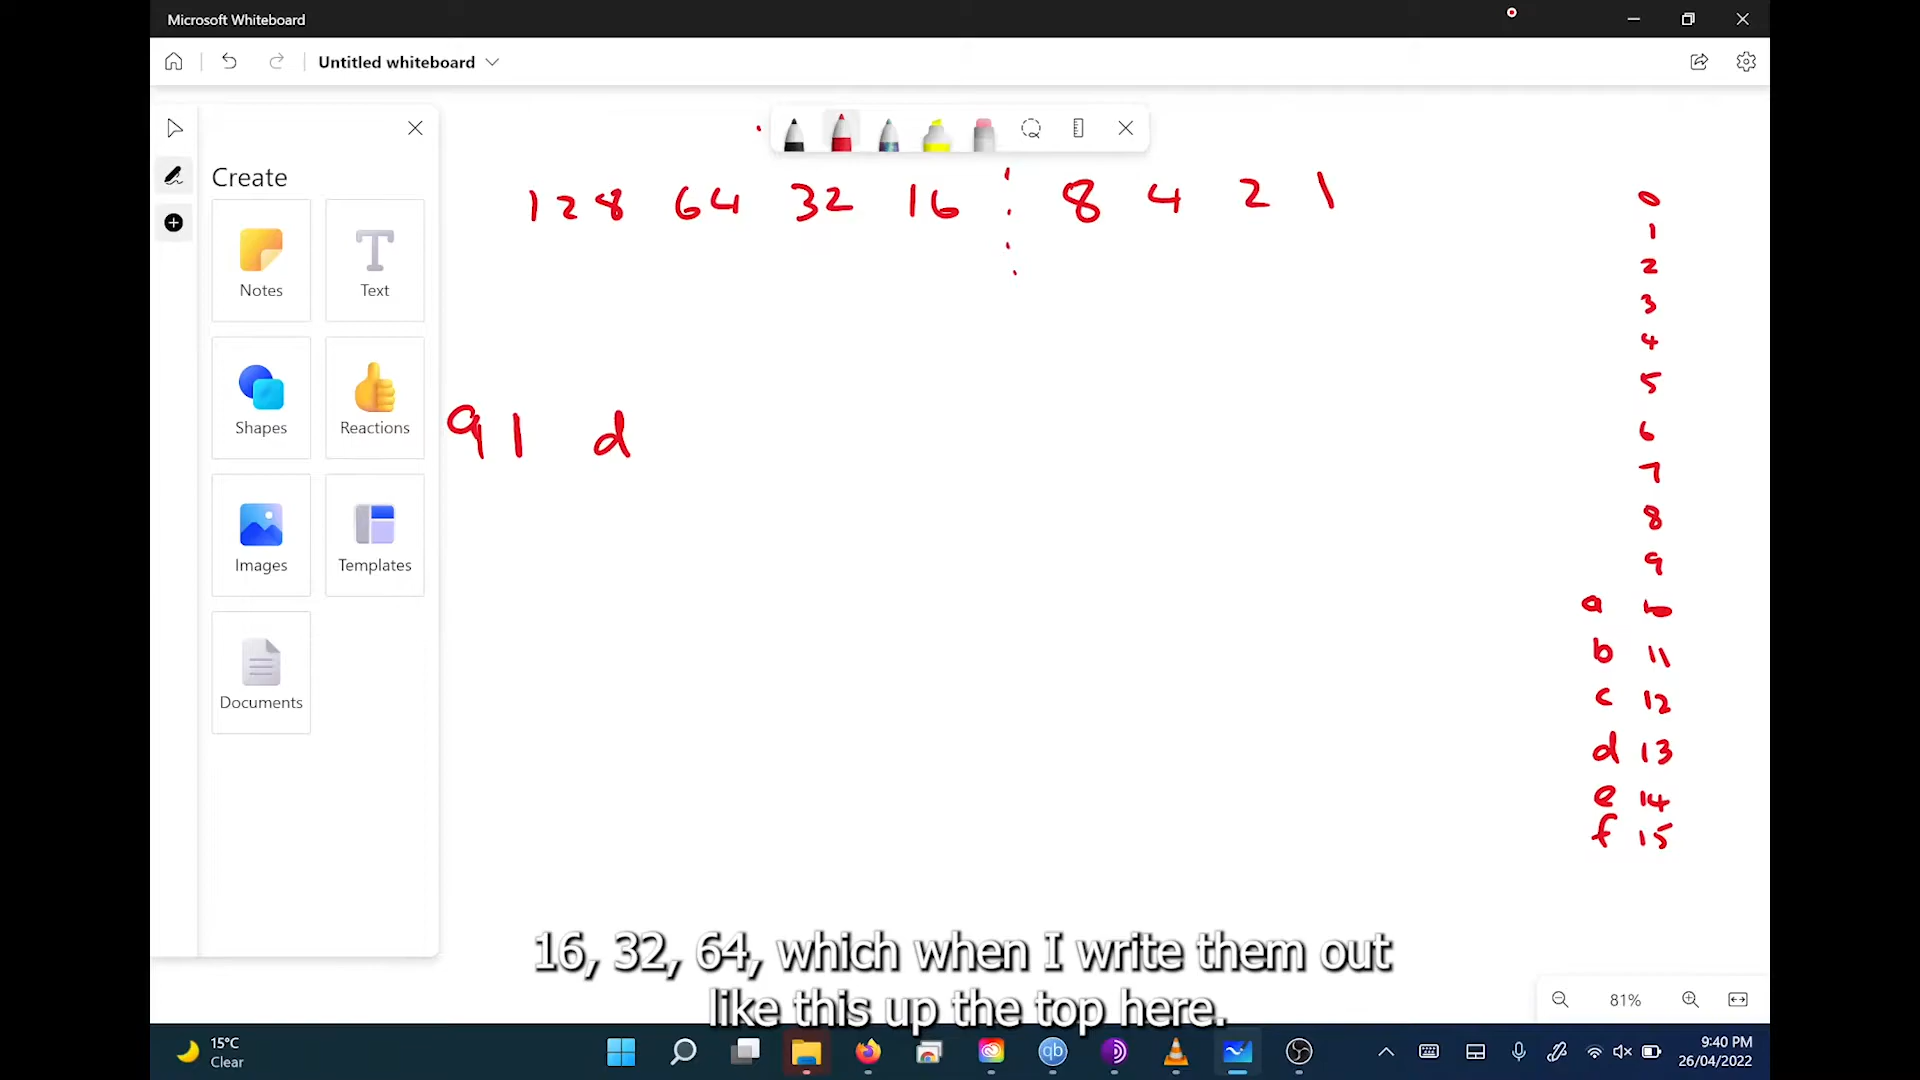 Microsoft Whiteboard
Untitled whiteboard
Create
Notes
Text
Shapes
Reactions
Images
Templates
Documents
128 64 32 16 8 4 2 1
91 d
0
1
2
3
4
5
6
7
8
9
a 10
b 11
c 12
d 13
e 14
f 15
16, 32, 64, which when I write them out
like this up the top here.
81%
15°C
Clear
qb
9:40 PM
26/04/2022